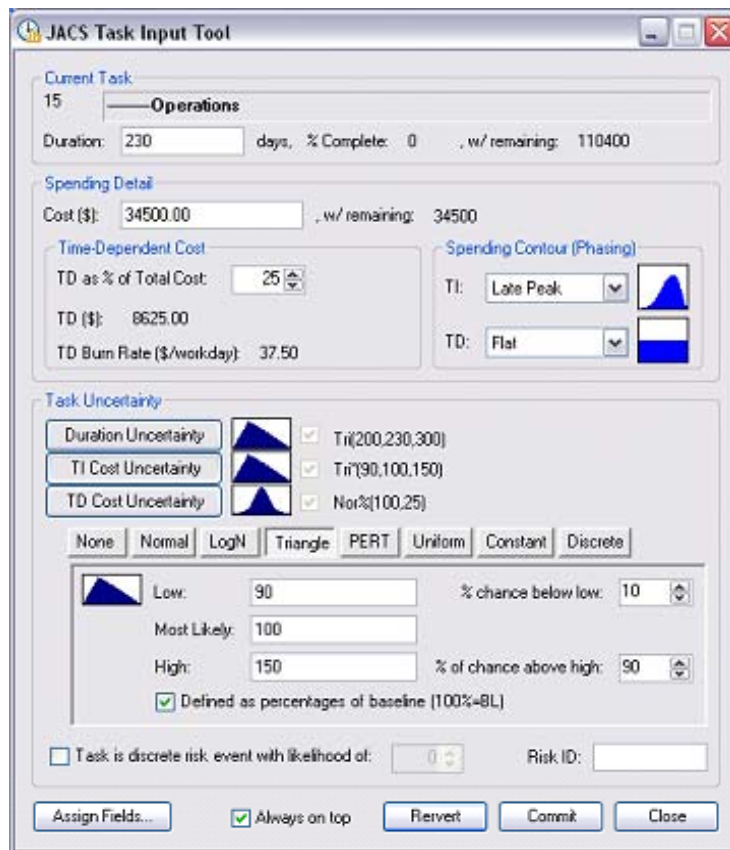 JACS Task Input Tool
Current Task
15 ——Operations
Duration: 230 days, % Complete: 0 , w/ remaining: 110400
Spending Detail
Cost ($): 34500.00 , w/ remaining: 34500
Time-Dependent Cost
TD as % of Total Cost: 25
TD ($): 8625.00
TD Burn Rate ($/workday): 37.50
Spending Contour (Phasing)
TI: Late Peak
TD: Flat
Task Uncertainty
Duration Uncertainty Tri(200,230,300)
TI Cost Uncertainty Tri*(90,100,150)
TD Cost Uncertainty Nor%(100,25)
None Normal LogN Triangle PERT Uniform Constant Discrete
Low: 90 % chance below low: 10
Most Likely: 100
High: 150 % of chance above high: 90
Defined as percentages of baseline (100%=BL)
Task is discrete risk event with likelihood of: 0 Risk ID:
Assign Fields... Always on top Rervert Commit Close